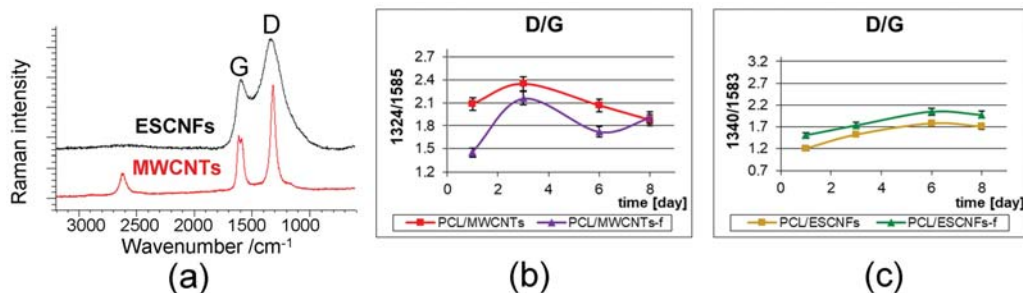 Raman intensity
D
G
ESCNFs
MWCNTs
3000 2500 2000 1500 1000
Wavenumber /cm-1
(a)
D/G
1324/1585
2.7
2.4
2.1
1.8
1.5
1.2
0 2 4 6 8
time [day]
PCL/MWCNTs PCL/MWCNTs-f
(b)
D/G
1340/1583
3.2
2.7
2.2
1.7
1.2
0.7
0 2 4 6 8
time [day]
PCL/ESCNFs PCL/ESCNFs-f
(c)